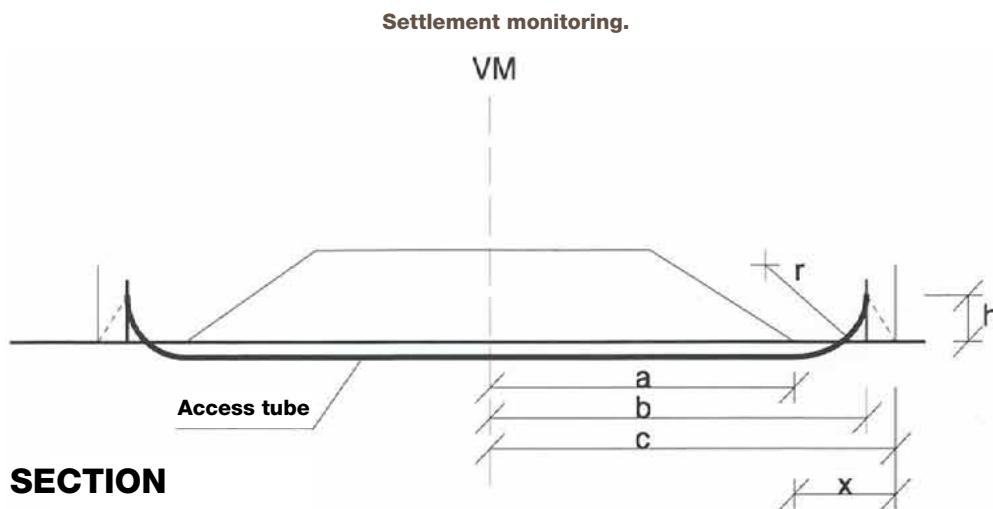 Settlement monitoring.
VM
r
h
a
Access tube
b
c
SECTION
x